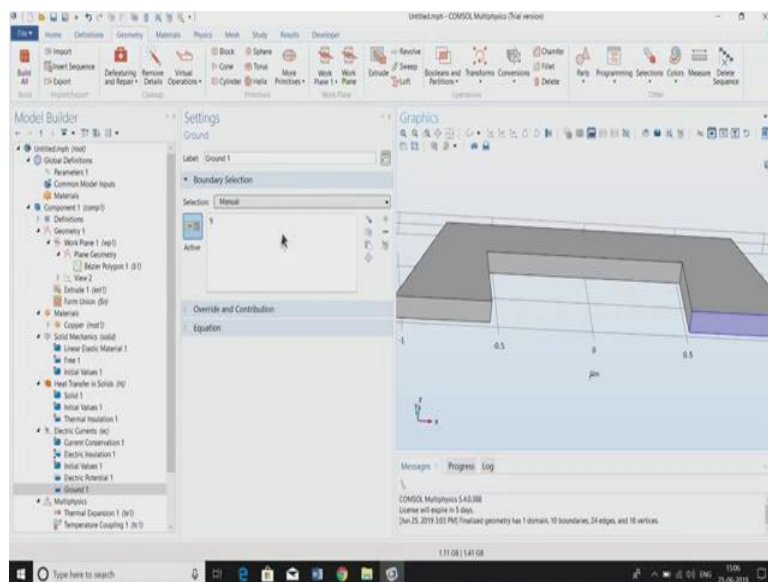 Untitled.mph - COMSOL Multiphysics (Trial version)
File Home Definitions Geometry Materials Physics Mesh Study Results Developer
Build All
Import
Insert Sequence
Export
Defeaturing and Repair
Remove Details
Virtual Operations
Block Sphere
Cone Torus
Cylinder Helix
More Primitives
Work Plane 1
Work Plane
Extrude
Revolve
Sweep
Loft
Booleans and Partitions
Transforms
Conversions
Chamfer
Fillet
Delete
Parts
Programming
Selections
Colors
Measure
Delete Sequence
Build Import/Export Cleanup Primitives Work Plane Operations Other
Model Builder
Untitled.mph (root)
Global Definitions
Parameters 1
Common Model Inputs
Materials
Component 1 (comp1)
Definitions
Geometry 1
Work Plane 1 (wp1)
Plane Geometry
Bézier Polygon 1 (b1)
View 2
Extrude 1 (ext1)
Form Union (fin)
Materials
Copper (mat1)
Solid Mechanics (solid)
Linear Elastic Material 1
Free 1
Initial Values 1
Heat Transfer in Solids (ht)
Solid 1
Initial Values 1
Thermal Insulation 1
Electric Currents (ec)
Current Conservation 1
Electric Insulation 1
Initial Values 1
Electric Potential 1
Ground 1
Multiphysics
Thermal Expansion 1 (te1)
Temperature Coupling 1 (tc1)
Settings
Ground
Label: Ground 1
Boundary Selection
Selection: Manual
Active
9
Override and Contribution
Equation
Graphics
-1
-0.5
0
0.5
μm
z
y
x
Messages Progress Log
COMSOL Multiphysics 5.4.0.388
License will expire in 5 days.
[Jun 25, 2019 3:03 PM] Finalized geometry has 1 domain, 10 boundaries, 24 edges, and 16 vertices.
1.11 GB | 1.41 GB
Type here to search
ENG
15:06
25-06-2019